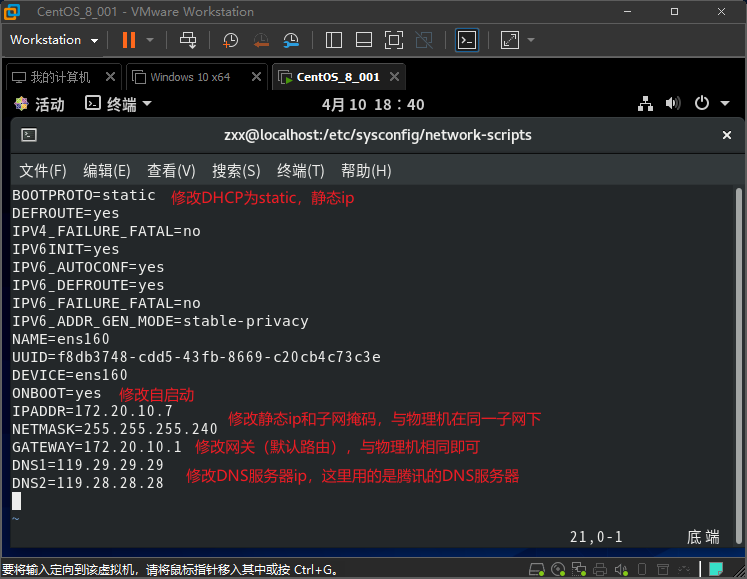 CentOS_8_001 - VMware Workstation
Workstation
我的计算机
Windows 10 x64
CentOS_8_001
活动
终端
4月 10 18：40
zxx@localhost:/etc/sysconfig/network-scripts
文件(F) 编辑(E) 查看(V) 搜索(S) 终端(T) 帮助(H)
BOOTPROTO=static 修改DHCP为static，静态ip
DEFROUTE=yes
IPV4_FAILURE_FATAL=no
IPV6INIT=yes
IPV6_AUTOCONF=yes
IPV6_DEFROUTE=yes
IPV6_FAILURE_FATAL=no
IPV6_ADDR_GEN_MODE=stable-privacy
NAME=ens160
UUID=f8db3748-cdd5-43fb-8669-c20cb4c73c3e
DEVICE=ens160
ONBOOT=yes 修改自启动
IPADDR=172.20.10.7
修改静态ip和子网掩码，与物理机在同一子网下
NETMASK=255.255.255.240
GATEWAY=172.20.10.1 修改网关（默认路由），与物理机相同即可
DNS1=119.29.29.29
修改DNS服务器ip，这里用的是腾讯的DNS服务器
DNS2=119.28.28.28
~
21,0-1 底端
要将输入定向到该虚拟机，请将鼠标指针移入其中或按 Ctrl+G。